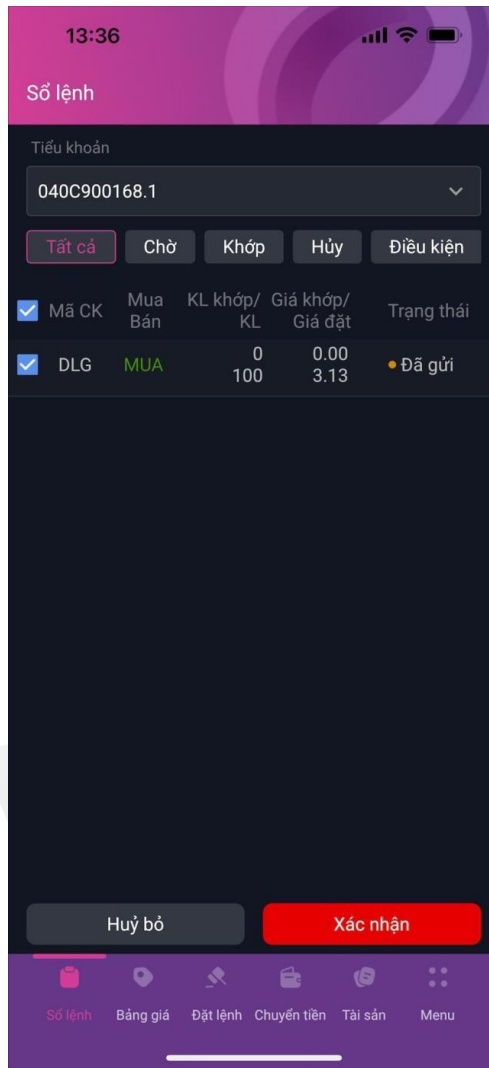 13:36
Sổ lệnh
Tiểu khoản
040C900168.1
Tất cả Chờ Khớp Hủy Điều kiện
Mã CK Mua Bán KL khớp/ KL Giá khớp/ Giá đặt Trạng thái
DLG MUA 0 0.00 Đã gửi
100 3.13
Huỷ bỏ Xác nhận
Sổ lệnh Bảng giá Đặt lệnh Chuyển tiền Tài sản Menu